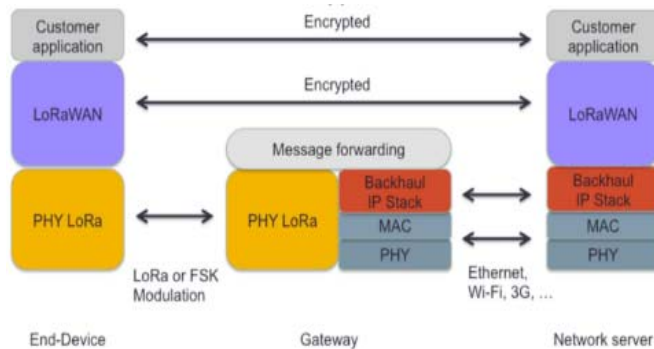 Customer
application
Encrypted
Customer
application
LoRaWAN
Encrypted
LoRaWAN
Message forwarding
PHY LoRa
PHY LoRa
Backhaul
IP Stack
MAC
PHY
Backhaul
IP Stack
MAC
PHY
LoRa or FSK
Modulation
Ethernet,
Wi-Fi, 3G, ...
End-Device
Gateway
Network server